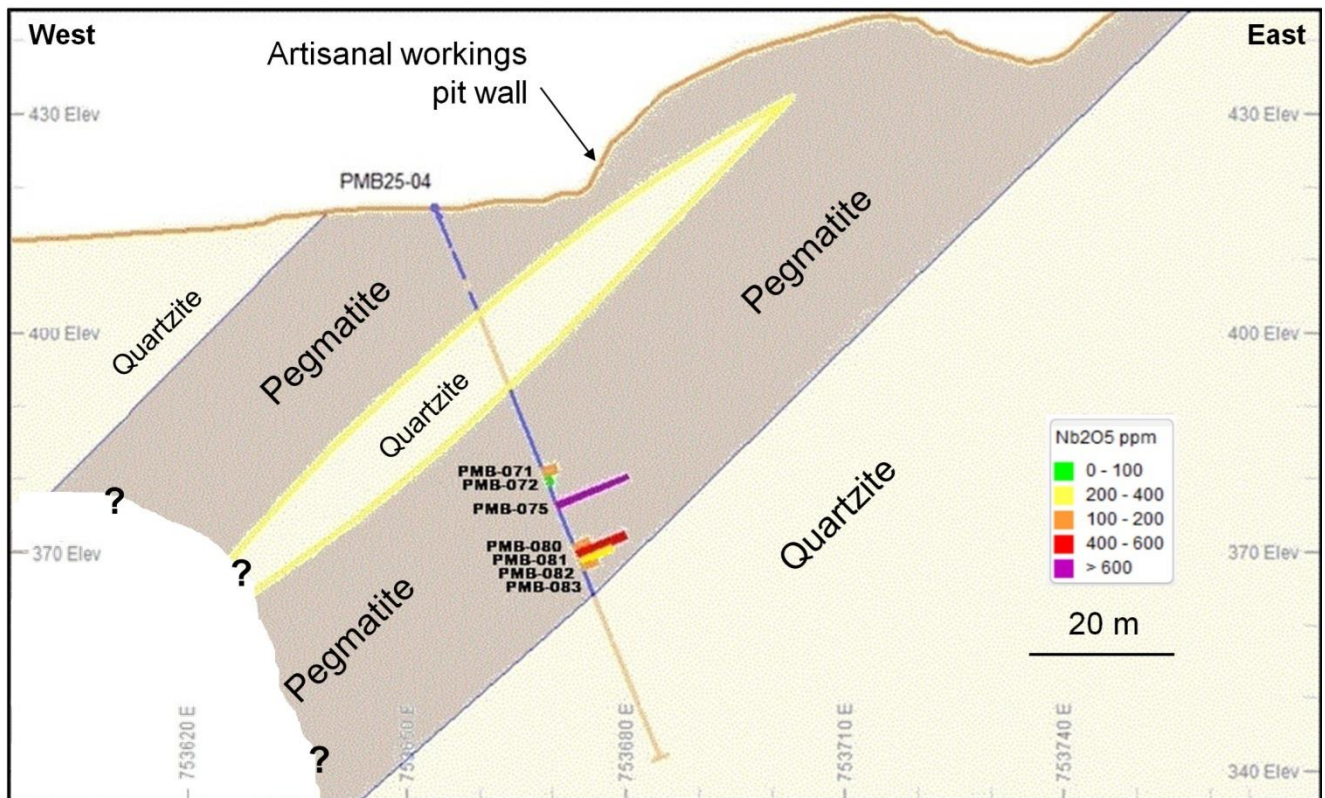 West
East
Artisanal workings
pit wall
430 Elev
430 Elev
PMB25-04
Pegmatite
Quartzite
Pegmatite
400 Elev
400 Elev
Quartzite
Nb2O5 ppm
0 - 100
200 - 400
100 - 200
400 - 600
> 600
PMB-071
PMB-072
PMB-075
?
Quartzite
370 Elev
370 Elev
PMB-080
PMB-081
PMB-082
PMB-083
?
Pegmatite
20 m
753620 E
753650 E
753680 E
753710 E
753740 E
?
340 Elev